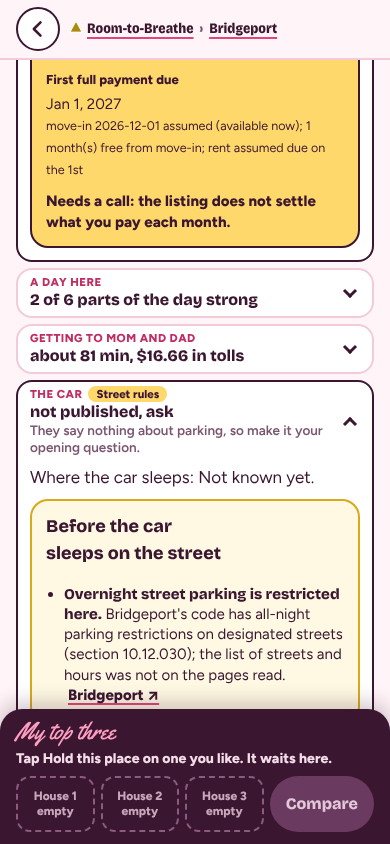 Room-to-Breathe › Bridgeport
First full payment due
Jan 1, 2027
move-in 2026-12-01 assumed (available now); 1
month(s) free from move-in; rent assumed due on
the 1st
Needs a call: the listing does not settle
what you pay each month.
A DAY HERE
2 of 6 parts of the day strong
GETTING TO MOM AND DAD
about 81 min, $16.66 in tolls
THE CAR Street rules
not published, ask
They say nothing about parking, so make it your
opening question.
Where the car sleeps: Not known yet.
Before the car
sleeps on the street
• Overnight street parking is restricted
here. Bridgeport's code has all-night
parking restrictions on designated streets
(section 10.12.030); the list of streets and
hours was not on the pages read.
Bridgeport ↗
My top three
Tap Hold this place on one you like. It waits here.
House 1
empty
House 2
empty
House 3
empty
Compare